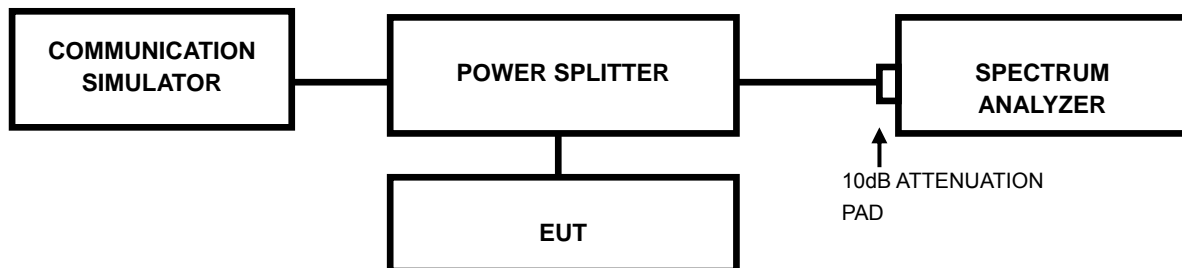 COMMUNICATION
SIMULATOR
POWER SPLITTER
SPECTRUM
ANALYZER
10dB ATTENUATION
PAD
EUT